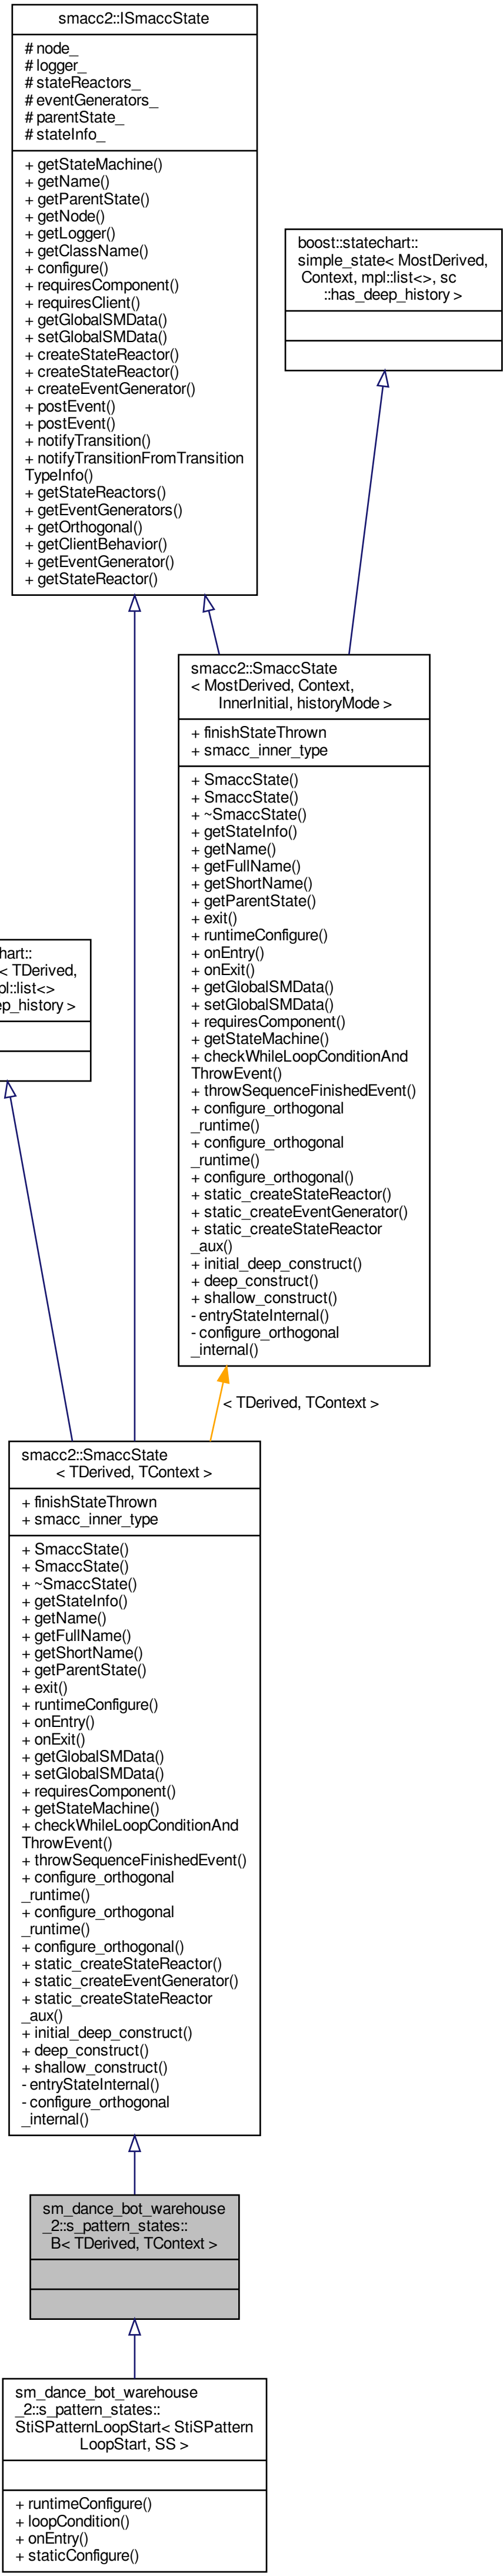 smacc2::ISmaccState
# node_
# logger_
# stateReactors_
# eventGenerators_
# parentState_
# stateInfo_
+ getStateMachine()
+ getName()
+ getParentState()
+ getNode()
+ getLogger()
+ getClassName()
+ configure()
+ requiresComponent()
+ requiresClient()
+ getGlobalSMData()
+ setGlobalSMData()
+ createStateReactor()
+ createStateReactor()
+ createEventGenerator()
+ postEvent()
+ postEvent()
+ notifyTransition()
+ notifyTransitionFromTransition
TypeInfo()
+ getStateReactors()
+ getEventGenerators()
+ getOrthogonal()
+ getClientBehavior()
+ getEventGenerator()
+ getStateReactor()
boost::statechart::
simple_state< MostDerived,
Context, mpl::list<>, sc
::has_deep_history >
smacc2::SmaccState
< MostDerived, Context,
InnerInitial, historyMode >
+ finishStateThrown
+ smacc_inner_type
+ SmaccState()
+ SmaccState()
+ ~SmaccState()
+ getStateInfo()
+ getName()
+ getFullName()
+ getShortName()
+ getParentState()
+ exit()
+ runtimeConfigure()
+ onEntry()
+ onExit()
+ getGlobalSMData()
+ setGlobalSMData()
+ requiresComponent()
+ getStateMachine()
+ checkWhileLoopConditionAnd
ThrowEvent()
+ throwSequenceFinishedEvent()
+ configure_orthogonal
_runtime()
+ configure_orthogonal
_runtime()
+ configure_orthogonal()
+ static_createStateReactor()
+ static_createEventGenerator()
+ static_createStateReactor
_aux()
+ initial_deep_construct()
+ deep_construct()
+ shallow_construct()
- entryStateInternal()
- configure_orthogonal
_internal()
hart::
< TDerived,
pl::list<>
ep_history >
< TDerived, TContext >
smacc2::SmaccState
< TDerived, TContext >
+ finishStateThrown
+ smacc_inner_type
+ SmaccState()
+ SmaccState()
+ ~SmaccState()
+ getStateInfo()
+ getName()
+ getFullName()
+ getShortName()
+ getParentState()
+ exit()
+ runtimeConfigure()
+ onEntry()
+ onExit()
+ getGlobalSMData()
+ setGlobalSMData()
+ requiresComponent()
+ getStateMachine()
+ checkWhileLoopConditionAnd
ThrowEvent()
+ throwSequenceFinishedEvent()
+ configure_orthogonal
_runtime()
+ configure_orthogonal
_runtime()
+ configure_orthogonal()
+ static_createStateReactor()
+ static_createEventGenerator()
+ static_createStateReactor
_aux()
+ initial_deep_construct()
+ deep_construct()
+ shallow_construct()
- entryStateInternal()
- configure_orthogonal
_internal()
sm_dance_bot_warehouse
_2::s_pattern_states::
B< TDerived, TContext >
sm_dance_bot_warehouse
_2::s_pattern_states::
StiSPatternLoopStart< StiSPattern
LoopStart, SS >
+ runtimeConfigure()
+ loopCondition()
+ onEntry()
+ staticConfigure()